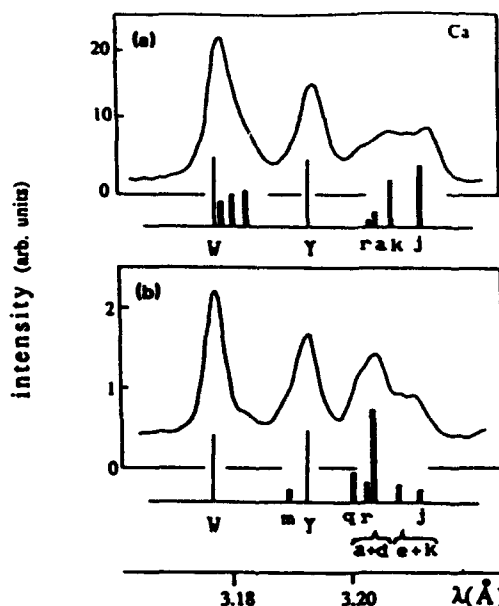 (a) Ca
20
10
0
W Y r a k j
(b)
intensity (arb. units)
2
1
0
W m Y q r j
a+d e+k
3.18 3.20 λ(Å)